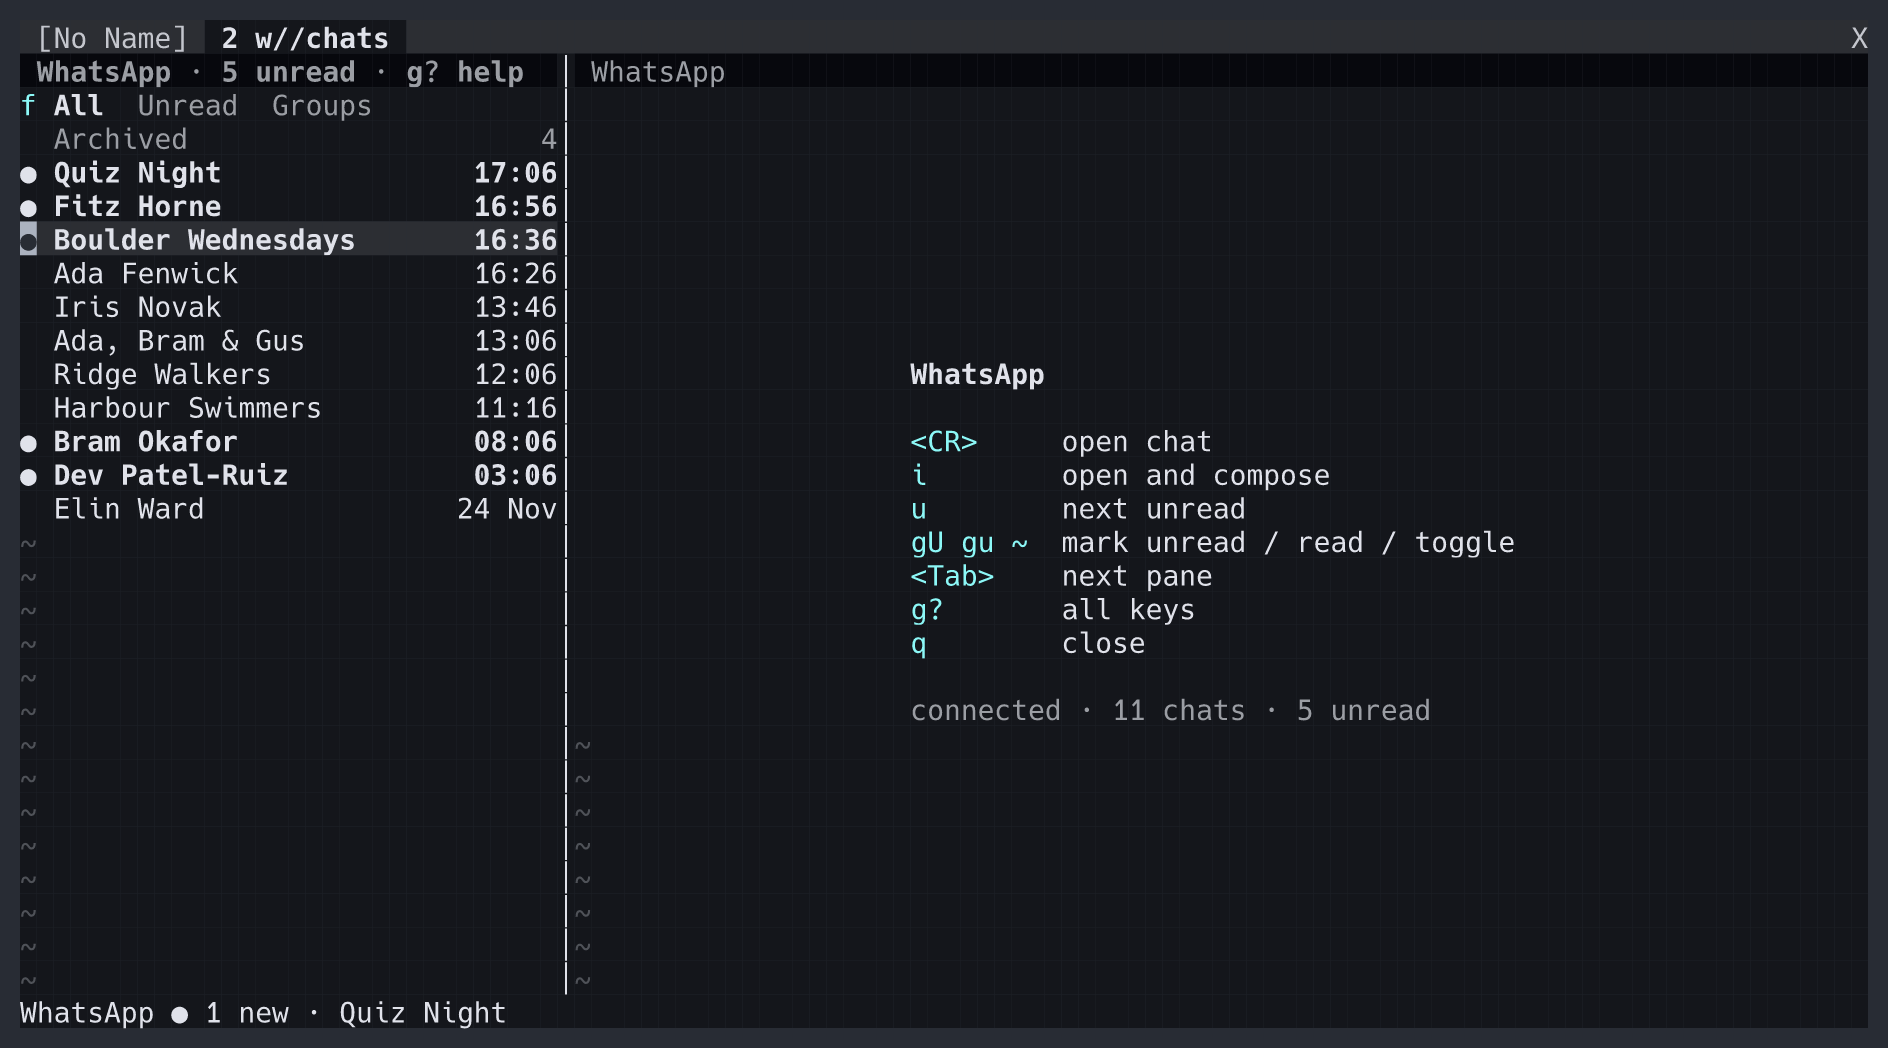 [No Name] 2 w//chats X
WhatsApp · 5 unread · g? help
f All Unread Groups
Archived 4
● Quiz Night 17:06
● Fitz Horne 16:56
● Boulder Wednesdays 16:36
Ada Fenwick 16:26
Iris Novak 13:46
Ada, Bram & Gus 13:06
Ridge Walkers 12:06
Harbour Swimmers 11:16
● Bram Okafor 08:06
● Dev Patel-Ruiz 03:06
Elin Ward 24 Nov
~
~
~
~
~
~
~
~
~
~
~
~
~
~
WhatsApp
WhatsApp
<CR> open chat
i open and compose
u next unread
gU gu ~ mark unread / read / toggle
<Tab> next pane
g? all keys
q close
connected · 11 chats · 5 unread
~
~
~
~
~
~
~
~
WhatsApp ● 1 new · Quiz Night